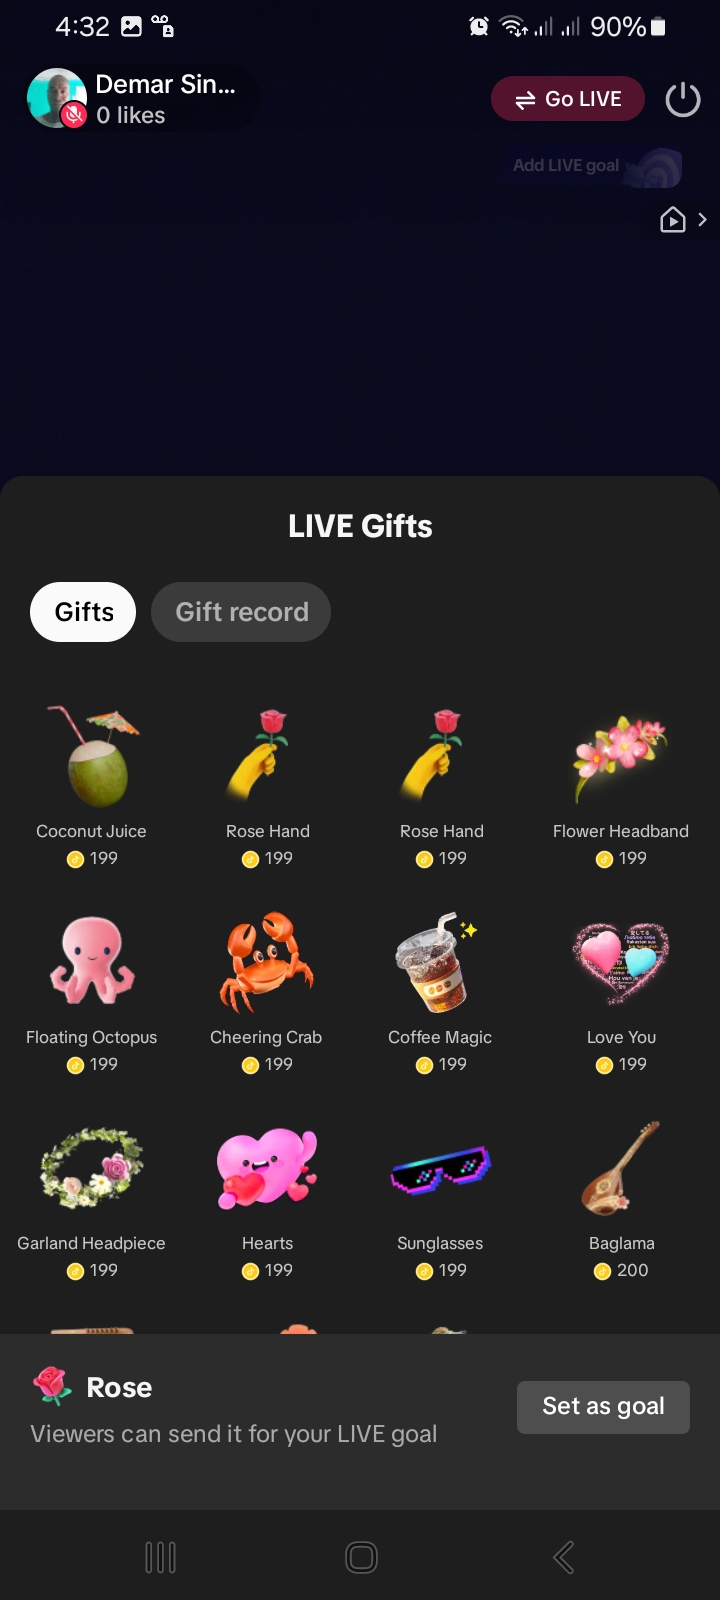 4:32
90%
Demar Sin...
0 likes
Go LIVE
Add LIVE goal
LIVE Gifts
Gifts
Gift record
Coconut Juice
199
Rose Hand
199
Rose Hand
199
Flower Headband
199
Floating Octopus
199
Cheering Crab
199
Coffee Magic
199
Love You
199
Garland Headpiece
199
Hearts
199
Sunglasses
199
Baglama
200
Rose
Viewers can send it for your LIVE goal
Set as goal